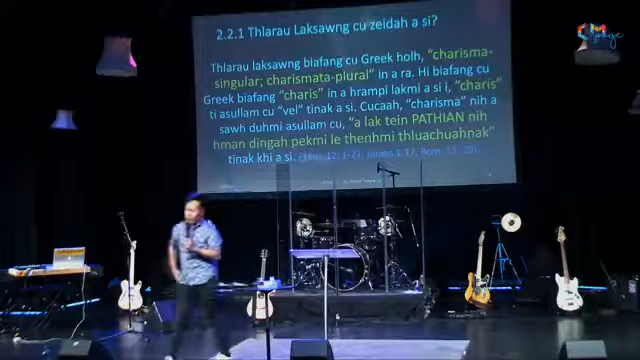 2.2.1 Thlarau Laksawng cu zeidah a si?
Thlarau laksawng biafang cu Greek holh, “charisma-
singular; charismata-plural” in a ra. Hi biafang cu
Greek biafang “charis” in a hrampi lakmi a si i, “charis”
ti asullam cu “vel” tinak a si. Cucaah, “charisma” nih a
sawh duhmi asullam cu, “a lak tein PATHIAN nih
hman dingah pekmi le thenhmi thluachuahnak”
tinak khi a si.